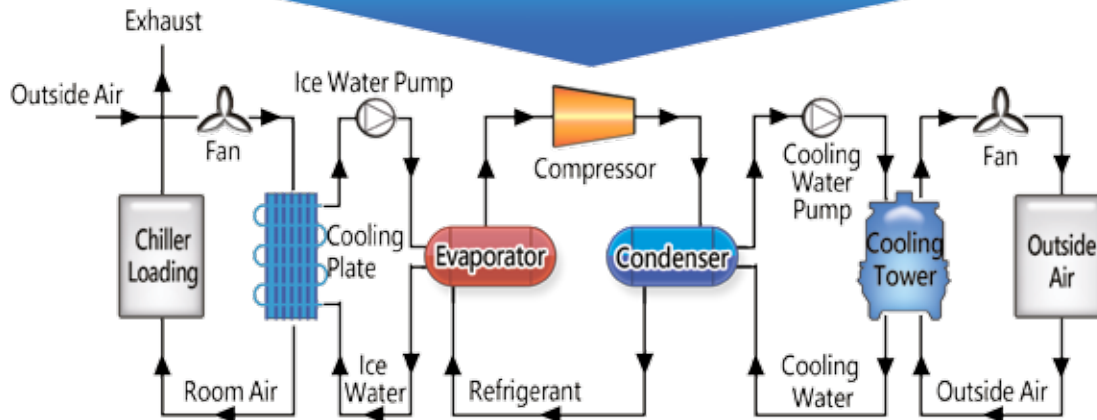 Exhaust
Outside Air
Fan
Ice Water Pump
Compressor
Cooling
Water
Pump
Fan
Chiller
Loading
Cooling
Plate
Evaporator
Condenser
Cooling
Tower
Outside
Air
Room Air
Ice
Water
Refrigerant
Cooling
Water
Outside Air